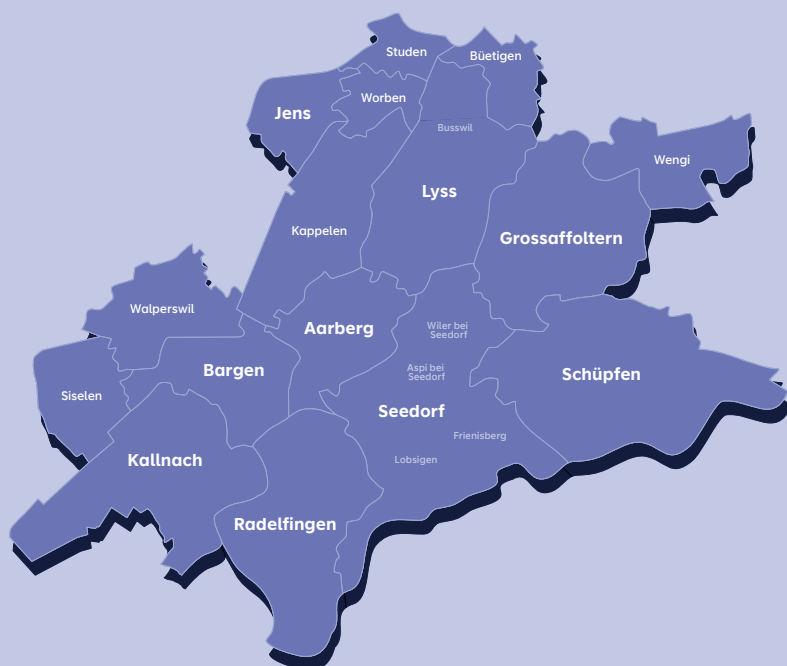 Studen
Büetigen
Worben
Jens
Busswil
Wengi
Lyss
Kappelen
Grossaffoltern
Walperswil
Aarberg
Wiler bei
Seedorf
Bargen
Aspi bei
Seedorf
Schüpfen
Siselen
Seedorf
Frienisberg
Kallnach
Lobsigen
Radelfingen